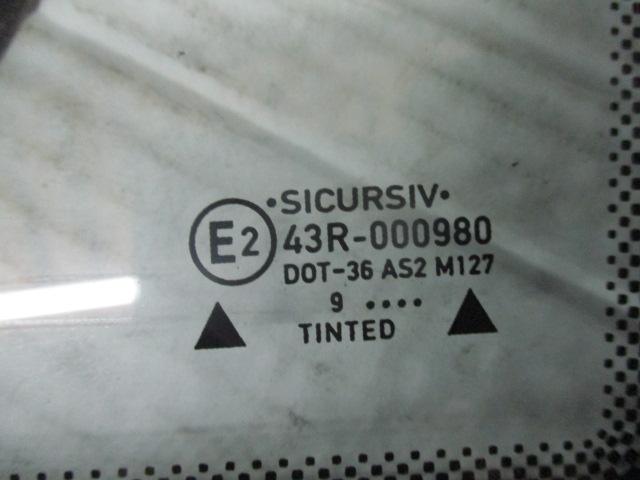 •SICURSIV•
E2 43R-000980
DOT-36 AS2 M127
9 ••••
TINTED